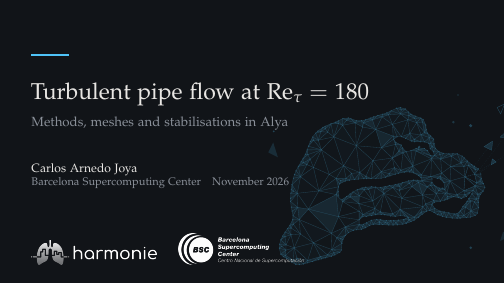 Turbulent pipe flow at Reτ = 180
Methods, meshes and stabilisations in Alya
Carlos Arnedo Joya
Barcelona Supercomputing Center November 2026
harmonie
BSC
Barcelona
Supercomputing
Center
Centro Nacional de Supercomputación